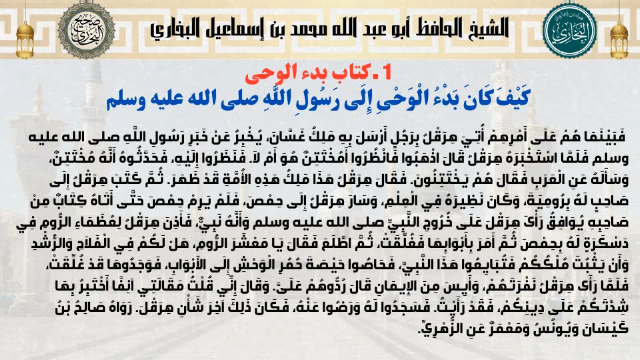 الشيخ الحافظ أبو عبد الله محمد بن إسماعيل البخاري
صحيح البخاري
البخاري
1.كتاب بدء الوحى
كَيْفَ كَانَ بَدْءُ الْوَحْىِ إِلَى رَسُولِ اللَّهِ صلى الله عليه وسلم
فَبَيْنَمَا هُمْ عَلَى أَمْرِهِمْ أُتِيَ هِرَقْلُ بِرَجُلٍ أَرْسَلَ بِهِ مَلِكُ غَسَّانَ، يُخْبِرُ عَنْ خَبَرِ رَسُولِ اللَّهِ صلى الله عليه
وسلم فَلَمَّا اسْتَخْبَرَهُ هِرَقْلُ قَالَ اذْهَبُوا فَانْظُرُوا أَمُخْتَتِنٌ هُوَ أَمْ لاَ. فَنَظَرُوا إِلَيْهِ، فَحَدَّثُوهُ أَنَّهُ مُخْتَتِنٌ،
وَسَأَلَهُ عَنِ الْعَرَبِ فَقَالَ هُمْ يَخْتَتِنُونَ. فَقَالَ هِرَقْلُ هَذَا مَلِكُ هَذِهِ الأُمَّةِ قَدْ ظَهَرَ. ثُمَّ كَتَبَ هِرَقْلُ إِلَى
صَاحِبٍ لَهُ بِرُومِيَةَ، وَكَانَ نَظِيرَهُ فِي الْعِلْمِ، وَسَارَ هِرَقْلُ إِلَى حِمْصَ، فَلَمْ يَرِمْ حِمْصَ حَتَّى أَتَاهُ كِتَابٌ مِنْ
صَاحِبِهِ يُوَافِقُ رَأْىَ هِرَقْلَ عَلَى خُرُوجِ النَّبِيِّ صلى الله عليه وسلم وَأَنَّهُ نَبِيٌّ، فَأَذِنَ هِرَقْلُ لِعُظَمَاءِ الرُّومِ فِي
دَسْكَرَةٍ لَهُ بِحِمْصَ ثُمَّ أَمَرَ بِأَبْوَابِهَا فَغُلِّقَتْ، ثُمَّ اطَّلَعَ فَقَالَ يَا مَعْشَرَ الرُّومِ، هَلْ لَكُمْ فِي الْفَلاَحِ وَالرُّشْدِ
وَأَنْ يَثْبُتَ مُلْكُكُمْ فَتُبَايِعُوا هَذَا النَّبِيَّ، فَحَاصُوا حَيْصَةَ حُمُرِ الْوَحْشِ إِلَى الأَبْوَابِ، فَوَجَدُوهَا قَدْ غُلِّقَتْ،
فَلَمَّا رَأَى هِرَقْلُ نَفْرَتَهُمْ، وَأَيِسَ مِنَ الإِيمَانِ قَالَ رُدُّوهُمْ عَلَىَّ. وَقَالَ إِنِّي قُلْتُ مَقَالَتِي آنِفًا أَخْتَبِرُ بِهَا
شِدَّتَكُمْ عَلَى دِينِكُمْ، فَقَدْ رَأَيْتُ. فَسَجَدُوا لَهُ وَرَضُوا عَنْهُ، فَكَانَ ذَلِكَ آخِرَ شَأْنِ هِرَقْلَ. رَوَاهُ صَالِحُ بْنُ
كَيْسَانَ وَيُونُسُ وَمَعْمَرٌ عَنِ الزُّهْرِيِّ.